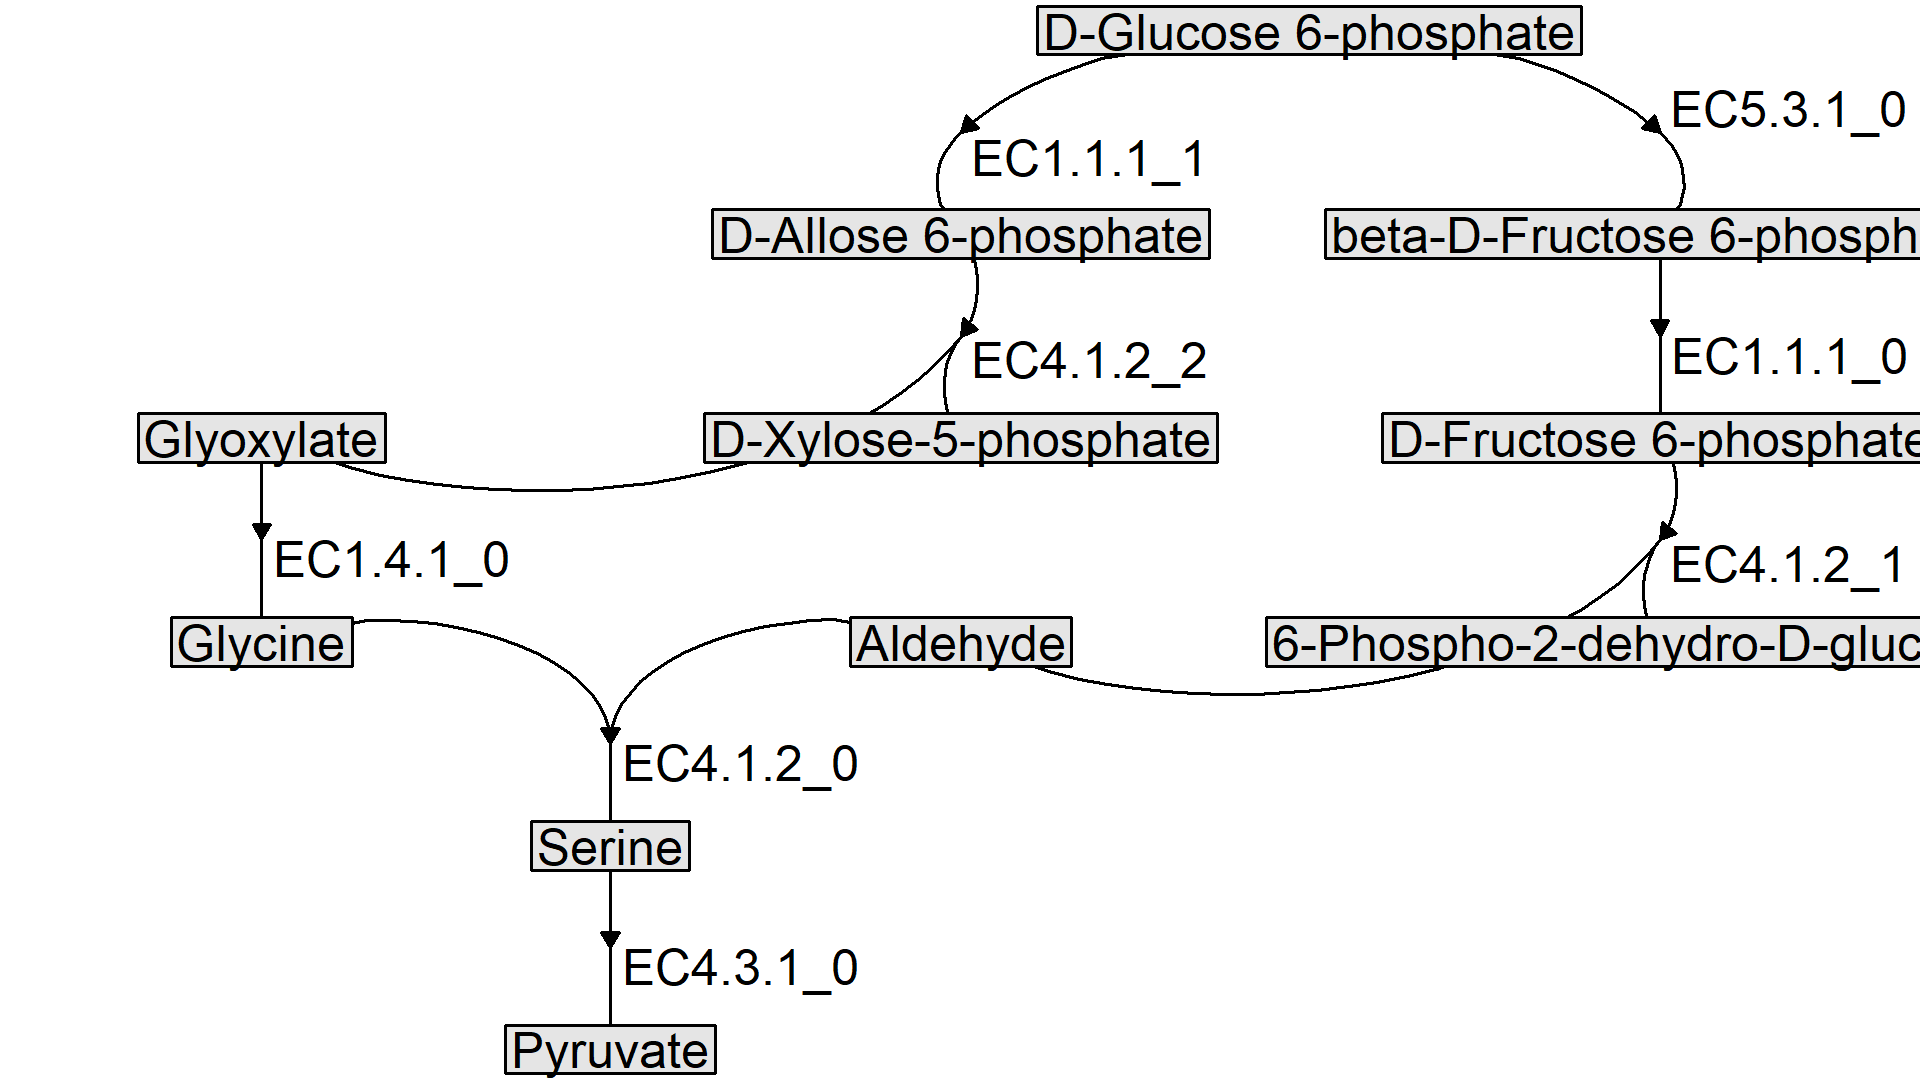 D-Glucose 6-phosphate
EC5.3.1_0
EC1.1.1_1
D-Allose 6-phosphate
beta-D-Fructose 6-phosph
EC4.1.2_2
EC1.1.1_0
Glyoxylate
D-Xylose-5-phosphate
D-Fructose 6-phosphate
EC1.4.1_0
EC4.1.2_1
Glycine
Aldehyde
6-Phospho-2-dehydro-D-gluc
EC4.1.2_0
Serine
EC4.3.1_0
Pyruvate